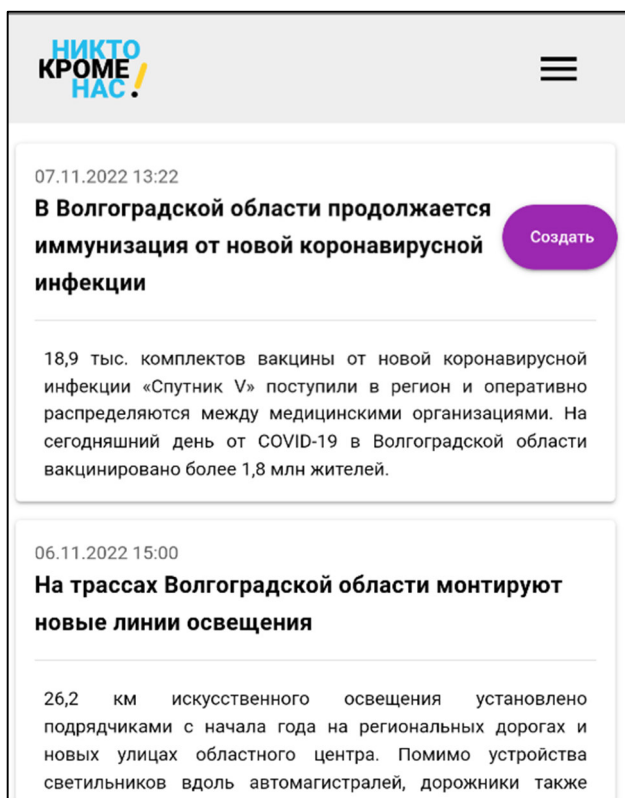 НИКТО
КРОМЕ
НАС!
07.11.2022 13:22
В Волгоградской области продолжается
иммунизация от новой коронавирусной
инфекции
Создать
18,9 тыс. комплектов вакцины от новой коронавирусной
инфекции «Спутник V» поступили в регион и оперативно
распределяются между медицинскими организациями. На
сегодняшний день от COVID-19 в Волгоградской области
вакцинировано более 1,8 млн жителей.
06.11.2022 15:00
На трассах Волгоградской области монтируют
новые линии освещения
26,2 км искусственного освещения установлено
подрядчиками с начала года на региональных дорогах и
новых улицах областного центра. Помимо устройства
светильников вдоль автомагистралей, дорожники также